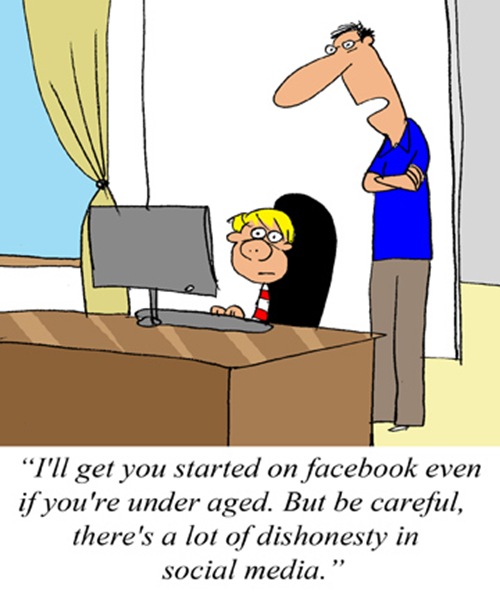 “I'll get you started on facebook even
if you're under aged. But be careful,
there's a lot of dishonesty in
social media.”